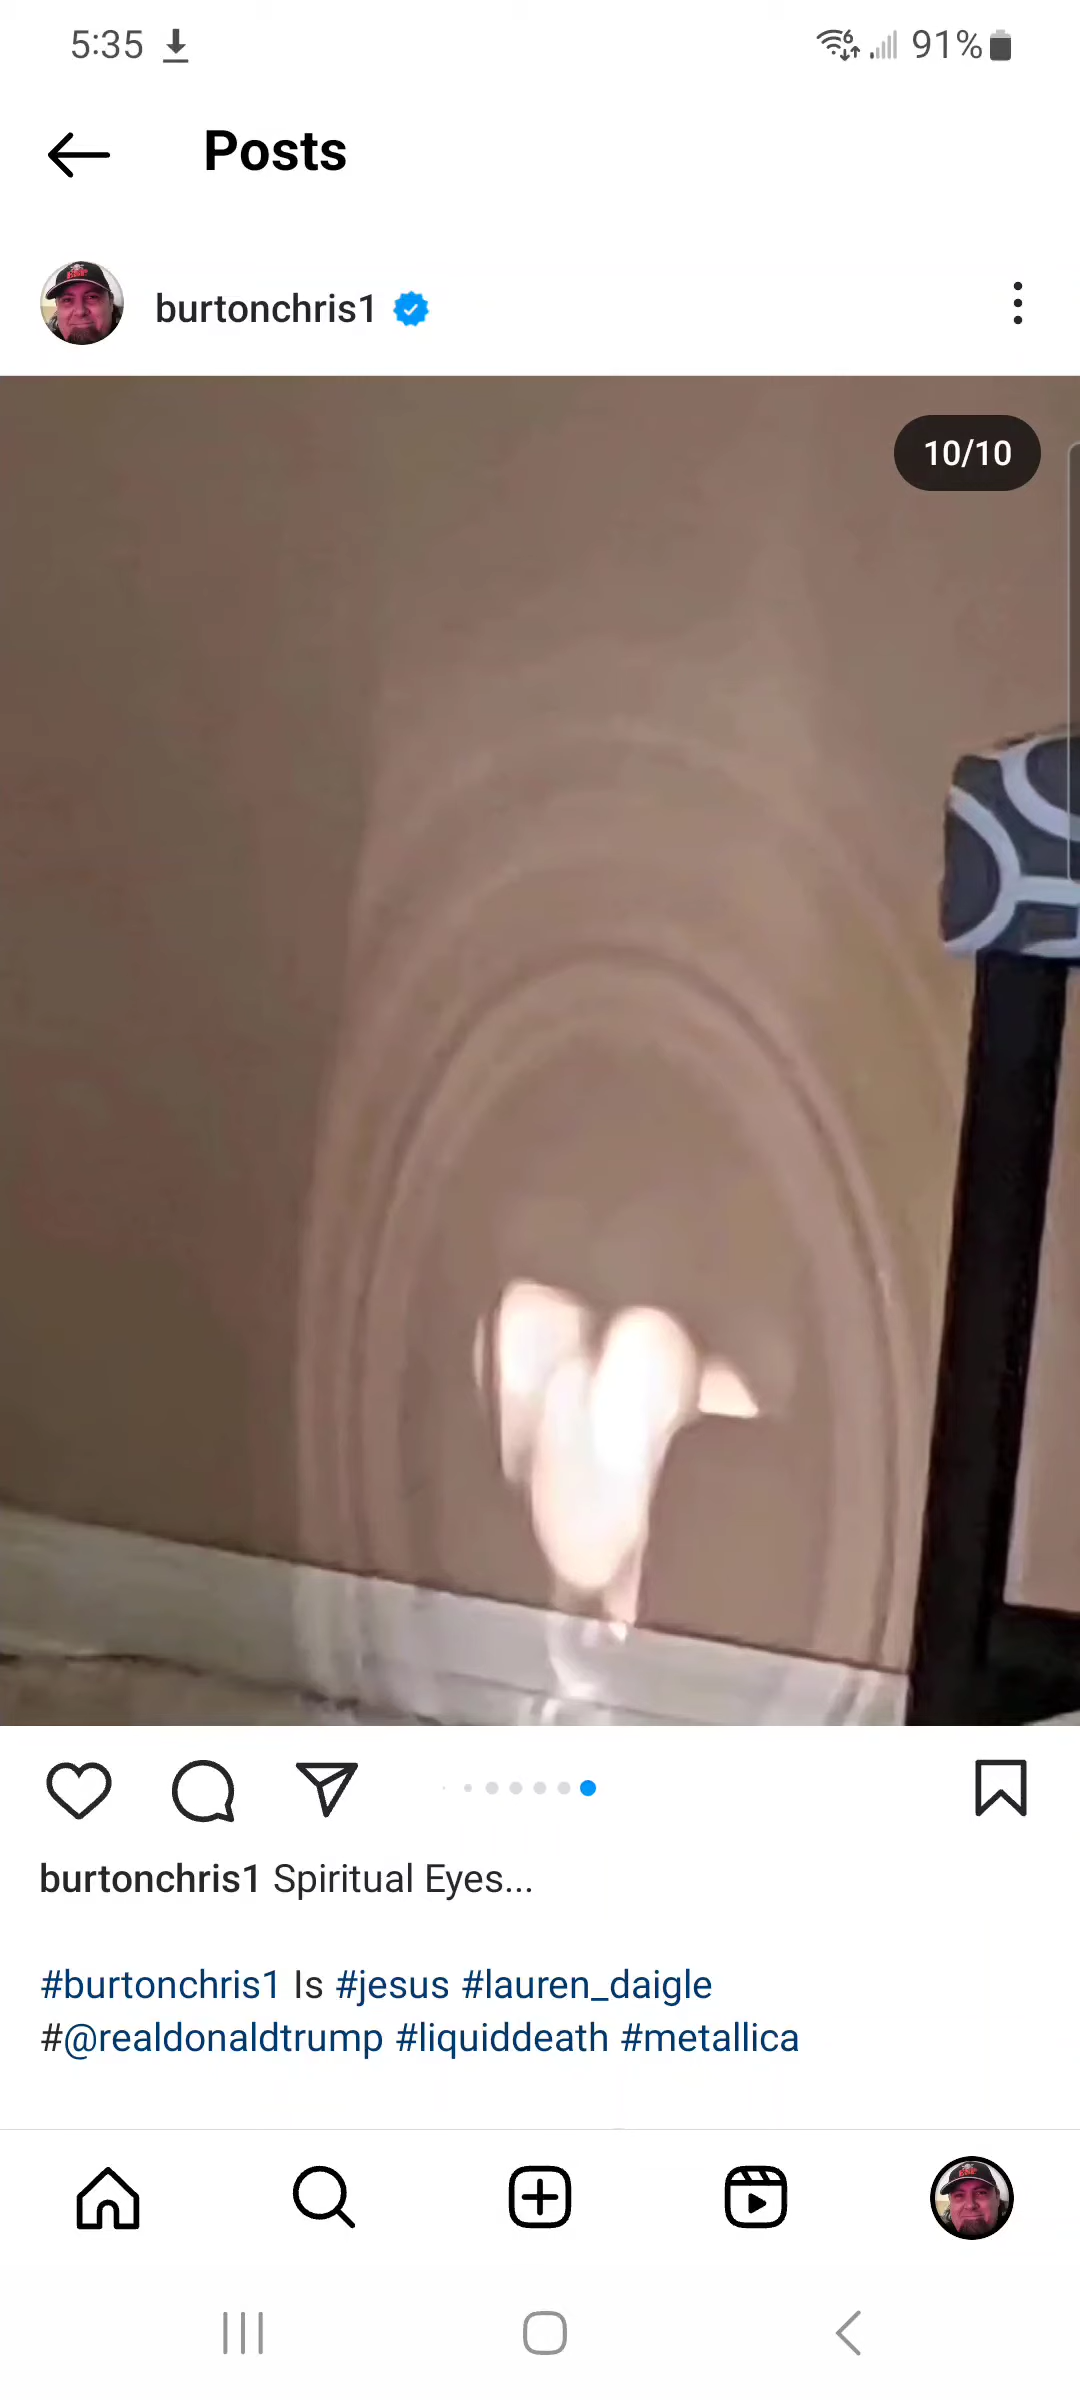 5:35 91%
Posts
burtonchris1
10/10
burtonchris1 Spiritual Eyes...
#burtonchris1 Is #jesus #lauren_daigle
#@realdonaldtrump #liquiddeath #metallica